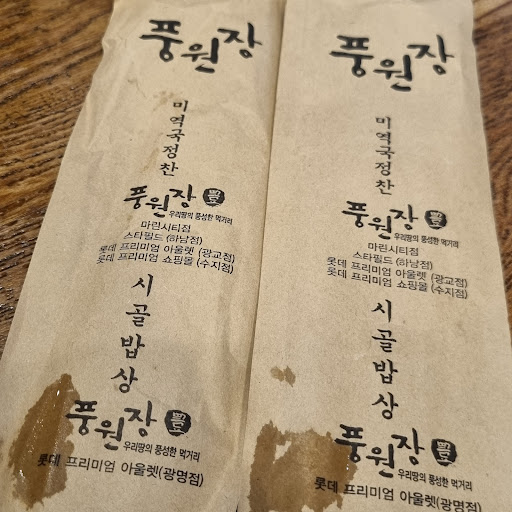 풍원장
미역국정찬
풍원장
우리땅의 풍성한 먹거리
마린시티점
스타필드 (하남점)
롯데 프리미엄 아울렛 (광교점)
롯데 프리미엄 쇼핑몰 (수지점)
시골밥상
풍원장
우리땅의 풍성한 먹거리
롯데 프리미엄 아울렛(광명점)
풍원장
미역국정찬
풍원장
우리땅의 풍성한 먹거리
마린시티점
스타필드 (하남점)
롯데 프리미엄 아울렛 (광교점)
롯데 프리미엄 쇼핑몰 (수지점)
시골밥상
풍원장
우리땅의 풍성한 먹거리
롯데 프리미엄 아울렛(광명점)